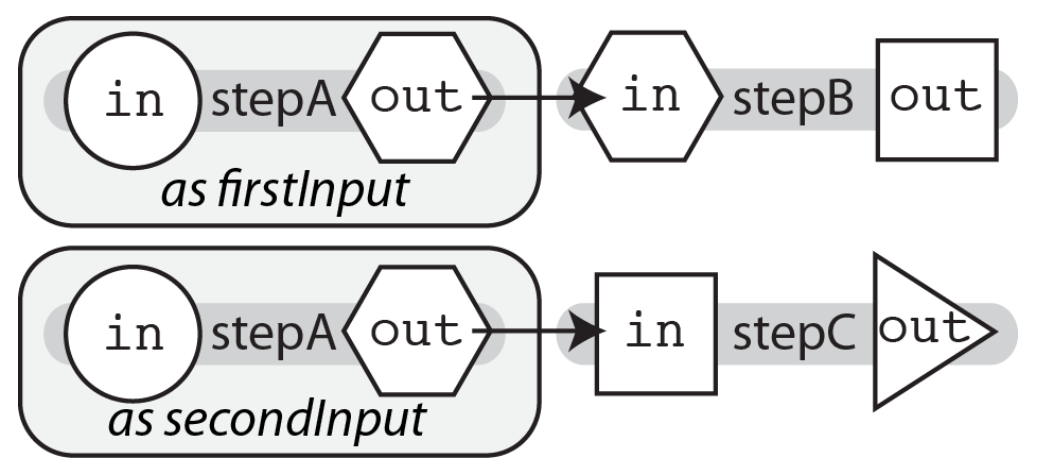 in stepA out in stepB out
as firstInput
in stepA out in stepC out
as secondInput